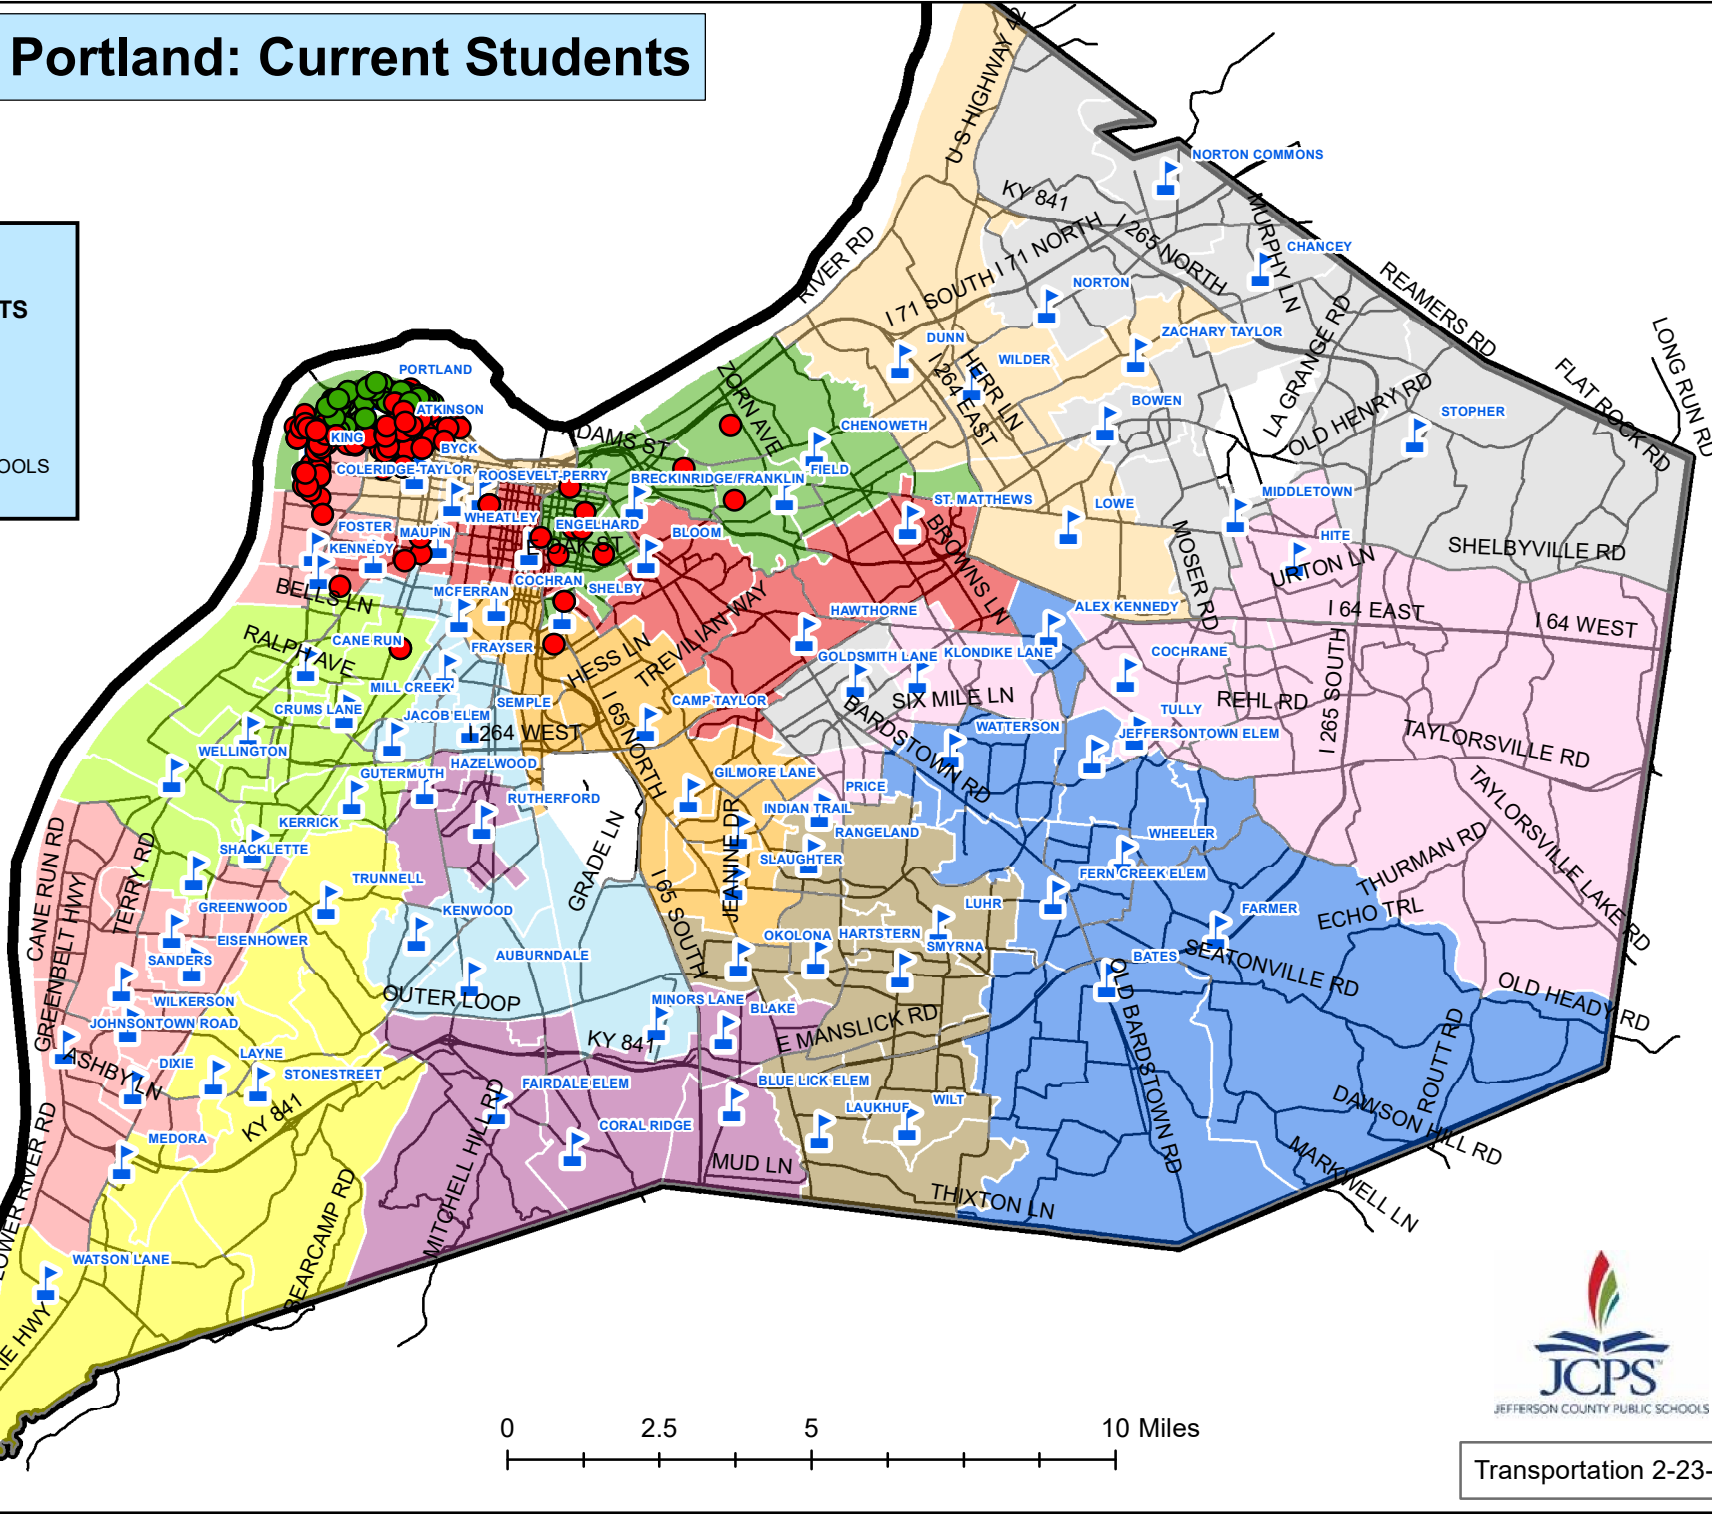 Portland: Current Students
TS
OOLS
U S HIGHWAY 42
NORTON COMMONS
KY 841
MURPHY LN
I 265 NORTH
I 71 NORTH
CHANCEY
RIVER RD
REAMERS RD
I 71 SOUTH
NORTON
LONG RUN RD
DUNN
ZACHARY TAYLOR
LA GRANGE RD
HERR LN
WILDER
I 264 EAST
FLAT ROCK RD
PORTLAND
ZORN AVE
OLD HENRY RD
BOWEN
ATKINSON
STOPHER
CHENOWETH
KING
DAMS ST
BYCK
COLERIDGE-TAYLOR
ROOSEVELT-PERRY
BRECKINRIDGE/FRANKLIN
FIELD
MIDDLETOWN
ST. MATTHEWS
LOWE
WHEATLEY
FOSTER
MAUPIN
ENGELHARD
BLOOM
HITE
KENNEDY
E OAK ST
BROWNS LN
MOSER RD
SHELBYVILLE RD
URTON LN
COCHRAN
SHELBY
BELLS LN
MCFERRAN
HAWTHORNE
ALEX KENNEDY
I 64 EAST
I 64 WEST
RALPH AVE
CANE RUN
FRAYSER
HESS LN
TREVILIAN WAY
GOLDSMITH LANE
KLONDIKE LANE
COCHRANE
MILL CREEK
SEMPLE
CAMP TAYLOR
SIX MILE LN
REHL RD
I 265 SOUTH
CRUMS LANE
JACOB ELEM
I 264 WEST
I 65 NORTH
BARDSTOWN RD
WATTERSON
TULLY
JEFFERSONTOWN ELEM
TAYLORSVILLE RD
WELLINGTON
HAZELWOOD
GUTERMUTH
GILMORE LANE
PRICE
RUTHERFORD
INDIAN TRAIL
TAYLORSVILLE LAKE RD
KERRICK
RANGELAND
WHEELER
SHACKLETTE
GRADE LN
JEANINE DR
SLAUGHTER
THURMAN RD
CANE RUN RD
TERRY RD
TRUNNELL
FERN CREEK ELEM
GREENBELT HWY
GREENWOOD
KENWOOD
I 65 SOUTH
LUHR
FARMER
ECHO TRL
EISENHOWER
OKOLONA
HARTSTERN
SMYRNA
SANDERS
AUBURNDALE
BATES
SEATONVILLE RD
OLD HEADY RD
OUTER LOOP
WILKERSON
MINORS LANE
BLAKE
JOHNSONTOWN ROAD
KY 841
E MANSLICK RD
OLD BARDSTOWN RD
ROUTT RD
ASHBY LN
DIXIE
LAYNE
STONESTREET
FAIRDALE ELEM
BLUE LICK ELEM
KY 841
MITCHELL HILL RD
LAUKHUF
WILT
DAWSON HILL RD
MEDORA
CORAL RIDGE
MUD LN
MARKWELL LN
LOWER RIVER RD
BEARCAMP RD
THIXTON LN
WATSON LANE
IE HWY
JCPS
JEFFERSON COUNTY PUBLIC SCHOOLS
0 2.5 5 10 Miles
Transportation 2-23-